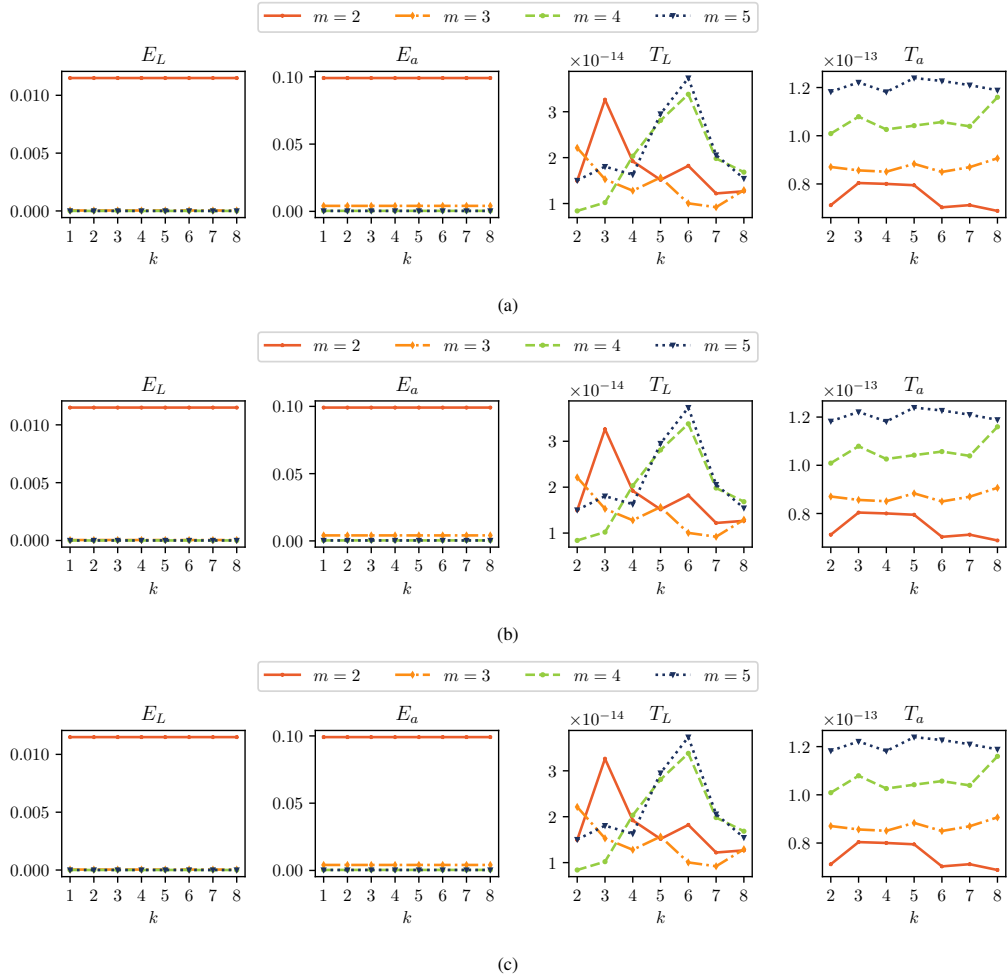 m = 2 m = 3 m = 4 m = 5
E_L E_a T_L T_a
×10⁻¹⁴ ×10⁻¹³
0.010 0.10 3 1.2
0.005 0.05 2 1.0
0.000 0.00 1 0.8
1 2 3 4 5 6 7 8 1 2 3 4 5 6 7 8 2 3 4 5 6 7 8 2 3 4 5 6 7 8
k k k k
(a)
m = 2 m = 3 m = 4 m = 5
E_L E_a T_L T_a
×10⁻¹⁴ ×10⁻¹³
0.010 0.10 3 1.2
0.005 0.05 2 1.0
0.000 0.00 1 0.8
1 2 3 4 5 6 7 8 1 2 3 4 5 6 7 8 2 3 4 5 6 7 8 2 3 4 5 6 7 8
k k k k
(b)
m = 2 m = 3 m = 4 m = 5
E_L E_a T_L T_a
×10⁻¹⁴ ×10⁻¹³
0.010 0.10 3 1.2
0.005 0.05 2 1.0
0.000 0.00 1 0.8
1 2 3 4 5 6 7 8 1 2 3 4 5 6 7 8 2 3 4 5 6 7 8 2 3 4 5 6 7 8
k k k k
(c)